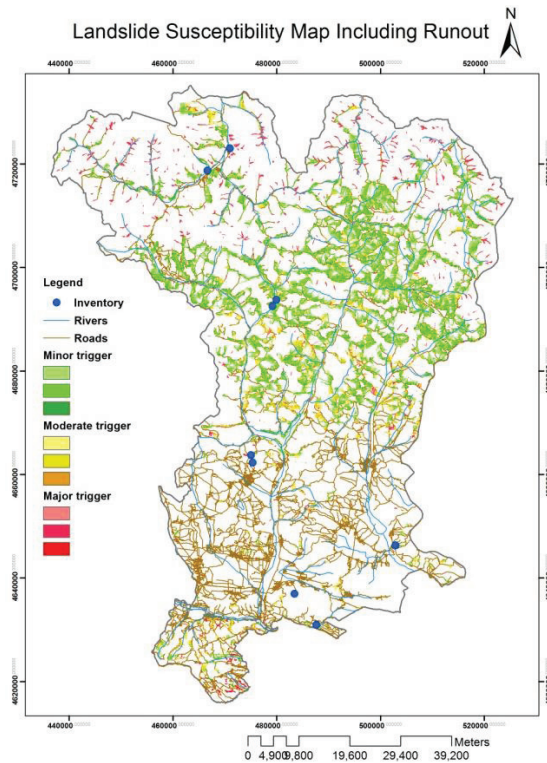 Landslide Susceptibility Map Including Runout
N
440000
460000
480000
500000
520000
4720000
4700000
4680000
4660000
4640000
4620000
Legend
Inventory
Rivers
Roads
Minor trigger
Moderate trigger
Major trigger
440000
460000
480000
500000
520000
Meters
0 4,900 9,800 19,600 29,400 39,200